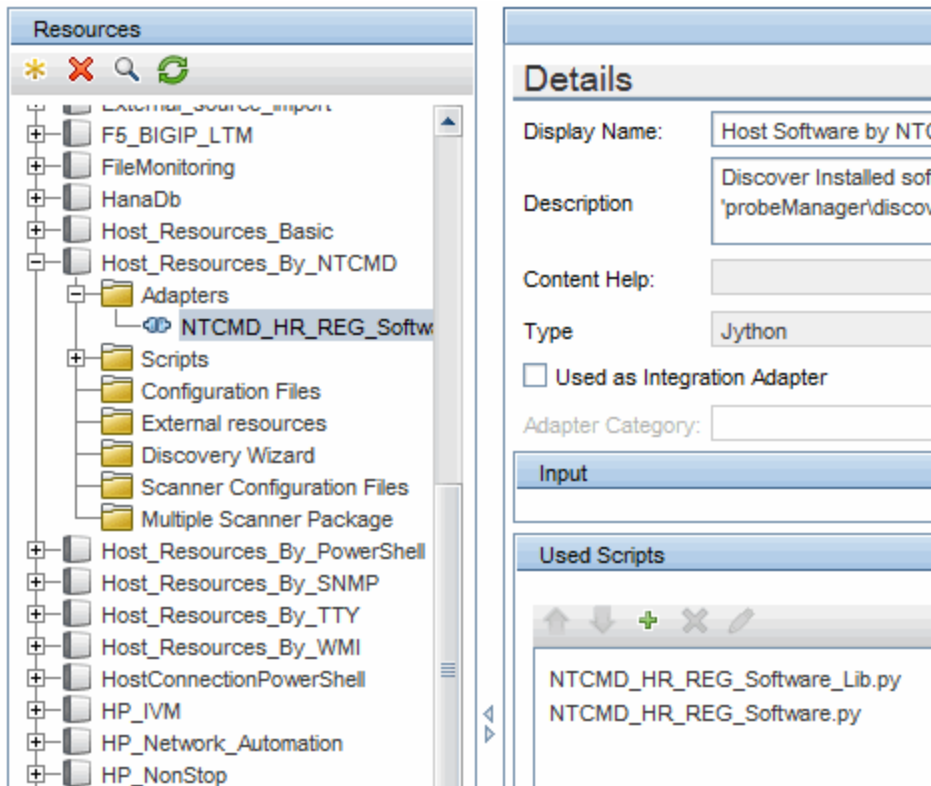 Resources
External_source_import
F5_BIGIP_LTM
FileMonitoring
HanaDb
Host_Resources_Basic
Host_Resources_By_NTCMD
Adapters
NTCMD_HR_REG_Softwa
Scripts
Configuration Files
External resources
Discovery Wizard
Scanner Configuration Files
Multiple Scanner Package
Host_Resources_By_PowerShell
Host_Resources_By_SNMP
Host_Resources_By_TTY
Host_Resources_By_WMI
HostConnectionPowerShell
HP_IVM
HP_Network_Automation
HP_NonStop
Details
Display Name: Host Software by NTC
Description Discover Installed sof
'probeManager\discov
Content Help:
Type Jython
Used as Integration Adapter
Adapter Category:
Input
Used Scripts
NTCMD_HR_REG_Software_Lib.py
NTCMD_HR_REG_Software.py